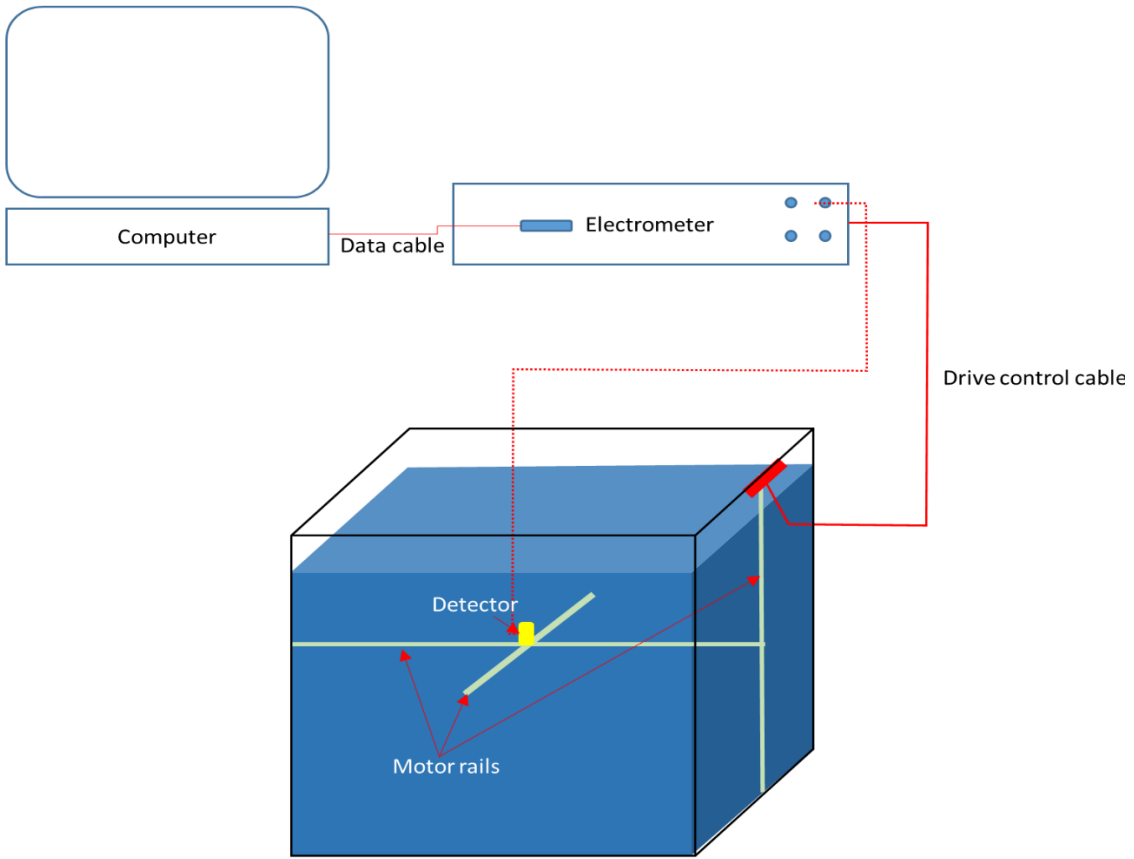 Computer
Data cable
Electrometer
Drive control cable
Detector
Motor rails